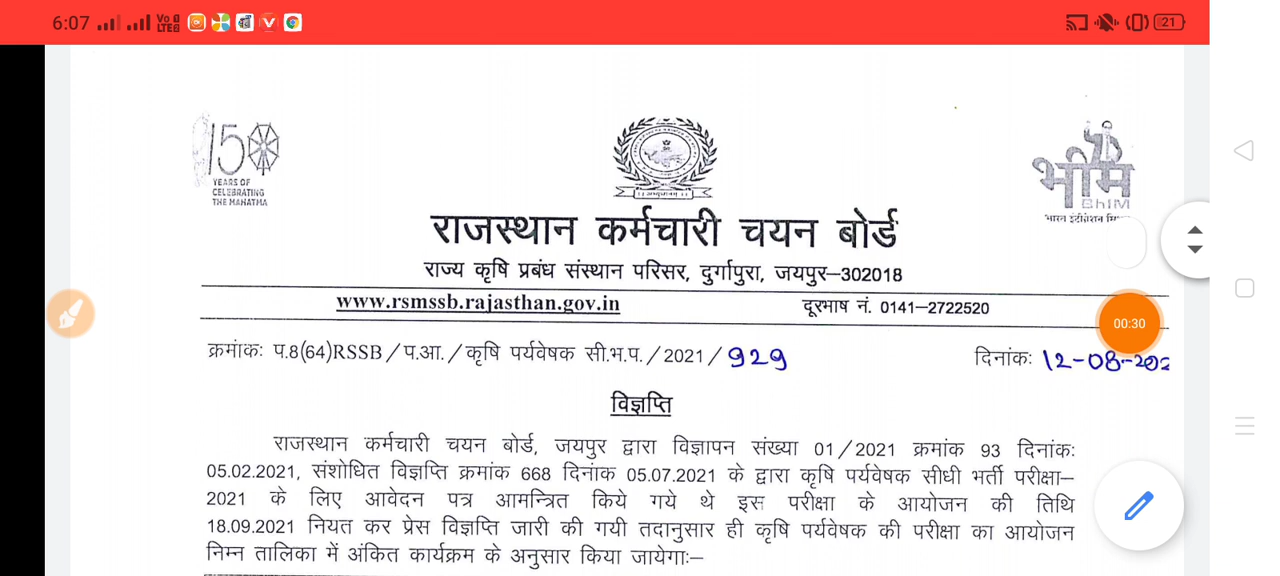 6:07
21
150
YEARS OF
CELEBRATING
THE MAHATMA
भीम
BHIM
राजस्थान कर्मचारी चयन बोर्ड
राज्य कृषि प्रबंध संस्थान परिसर, दुर्गापुरा, जयपुर–302018
www.rsmssb.rajasthan.gov.in दूरभाष नं. 0141–2722520
00:30
क्रमांकः प.8(64)RSSB/प.आ./कृषि पर्यवेक्षक सी.भ.प./2021/929 दिनांकः 12-08-202
विज्ञप्ति
राजस्थान कर्मचारी चयन बोर्ड, जयपुर द्वारा विज्ञापन संख्या 01/2021 क्रमांक 93 दिनांकः
05.02.2021, संशोधित विज्ञप्ति क्रमांक 668 दिनांक 05.07.2021 के द्वारा कृषि पर्यवेक्षक सीधी भर्ती परीक्षा–
2021 के लिए आवेदन पत्र आमन्त्रित किये गये थे इस परीक्षा के आयोजन की तिथि
18.09.2021 नियत कर प्रेस विज्ञप्ति जारी की गयी तदानुसार ही कृषि पर्यवेक्षक की परीक्षा का आयोजन
निम्न तालिका में अंकित कार्यक्रम के अनुसार किया जायेगाः–